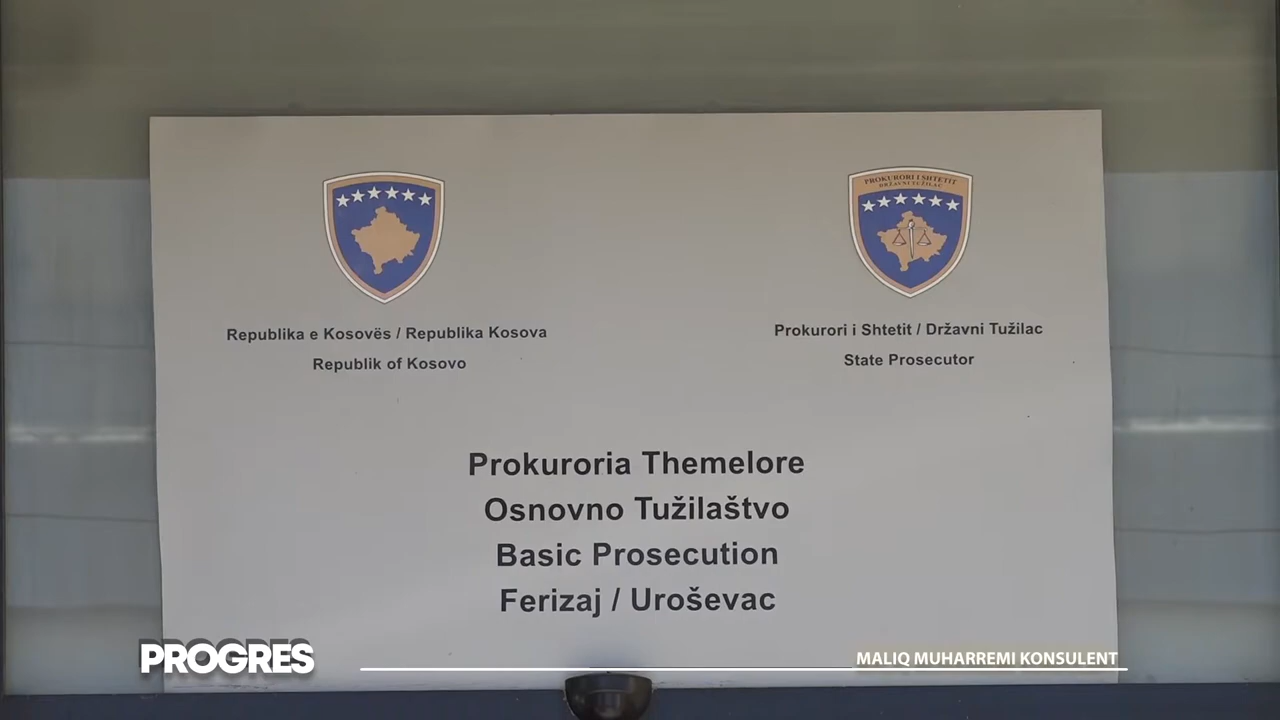 PROKURORI I SHTETIT
DRŽAVNI TUŽILAC
Republika e Kosovës / Republika Kosova
Republik of Kosovo
Prokurori i Shtetit / Državni Tužilac
State Prosecutor
Prokuroria Themelore
Osnovno Tužilaštvo
Basic Prosecution
Ferizaj / Uroševac
PROGRES
MALIQ MUHARREMI KONSULENT